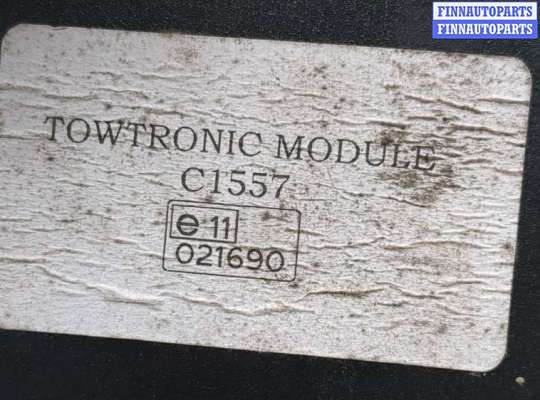 FINNAUTOPARTS
FINNAUTOPARTS
TOWTRONIC MODULE
C1557
e 11
021690